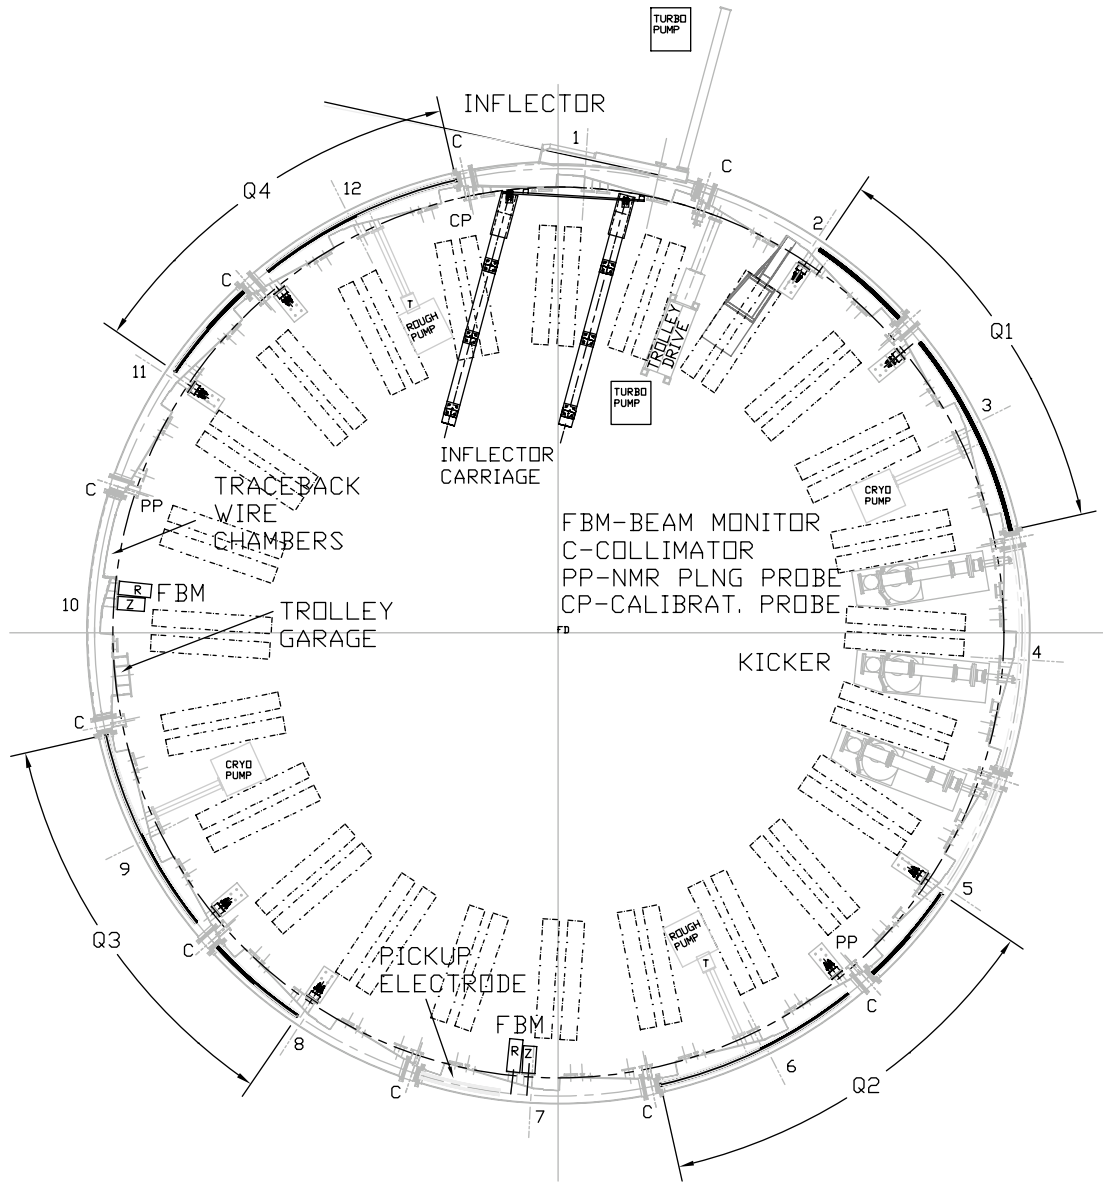 TURBO
PUMP
INFLECTOR
1
C
C
Q4
12
2
CP
C
T
ROUGH
PUMP
TROLLEY
DRIVE
Q1
11
TURBO
PUMP
3
INFLECTOR
CARRIAGE
C
PP
TRACEBACK
WIRE
CHAMBERS
CRYO
PUMP
FBM-BEAM MONITOR
C-COLLIMATOR
PP-NMR PLNG PROBE
CP-CALIBRAT. PROBE
R
Z
FBM
10
TROLLEY
GARAGE
FD
KICKER
4
C
CRYO
PUMP
9
5
Q3
C
ROUGH
PUMP
T
PP
PICKUP
ELECTRODE
C
FBM
R
Z
8
6
Q2
C
7
C